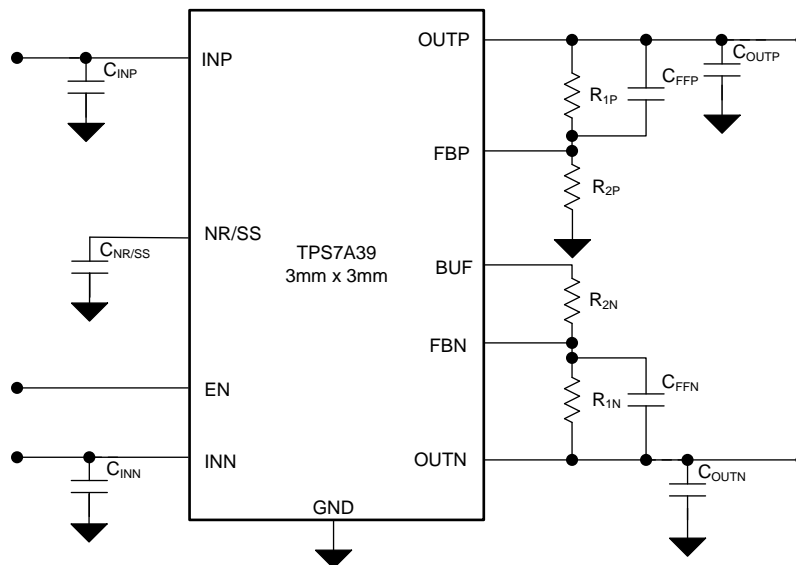 OUTP
INP
C_INP
R_1P
C_FFP
C_OUTP
FBP
R_2P
NR/SS
C_NR/SS
TPS7A39
3mm x 3mm
BUF
R_2N
FBN
EN
R_1N
C_FFN
INN
C_INN
OUTN
C_OUTN
GND